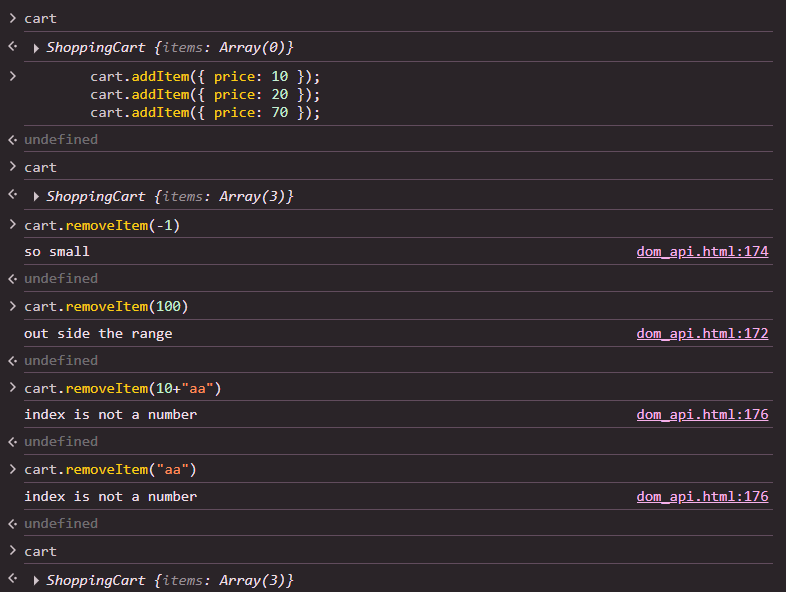 cart
ShoppingCart {items: Array(0)}
cart.addItem({ price: 10 });
cart.addItem({ price: 20 });
cart.addItem({ price: 70 });
undefined
cart
ShoppingCart {items: Array(3)}
cart.removeItem(-1)
so small dom_api.html:174
undefined
cart.removeItem(100)
out side the range dom_api.html:172
undefined
cart.removeItem(10+"aa")
index is not a number dom_api.html:176
undefined
cart.removeItem("aa")
index is not a number dom_api.html:176
undefined
cart
ShoppingCart {items: Array(3)}